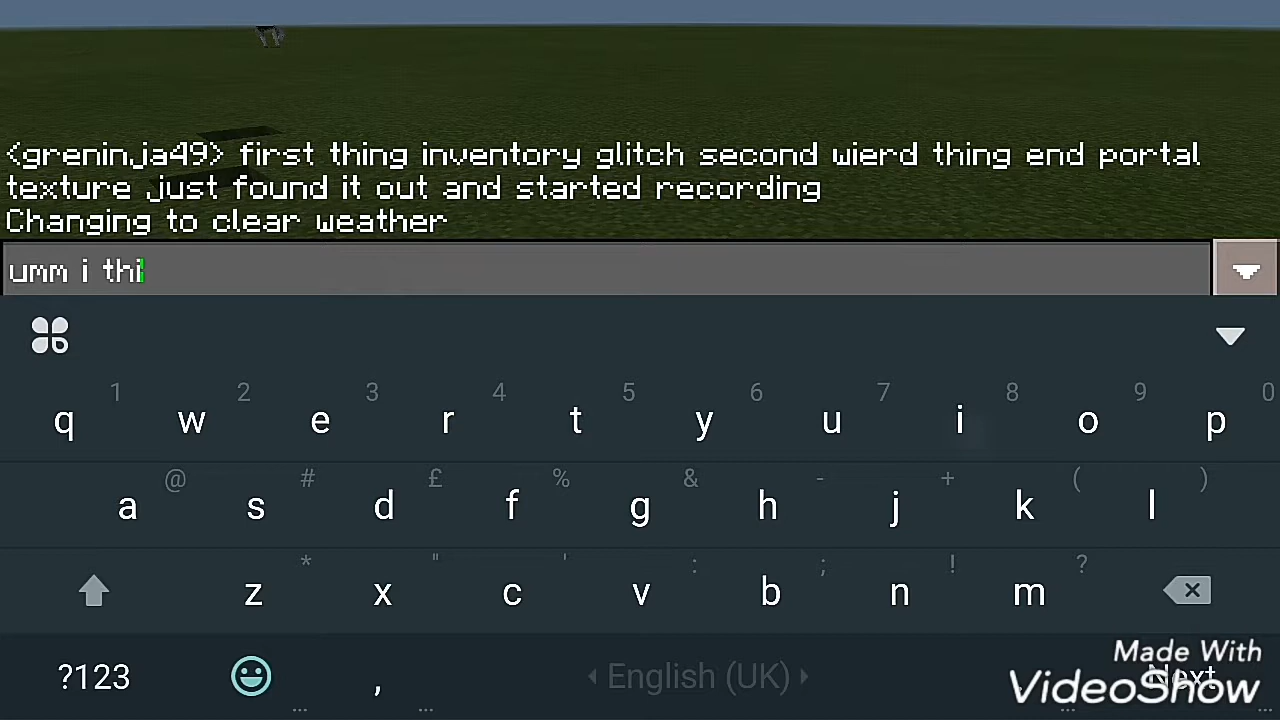 <greninja49> first thing inventory glitch second wierd thing end portal
texture just found it out and started recording
Changing to clear weather
umm i thi
1 2 3 4 5 6 7 8 9 0
q w e r t y u i o p
@ # £ % & - + ( )
a s d f g h j k l
* " ' : ; ! ?
z x c v b n m
?123 , English (UK) Next
Made With
VideoShow